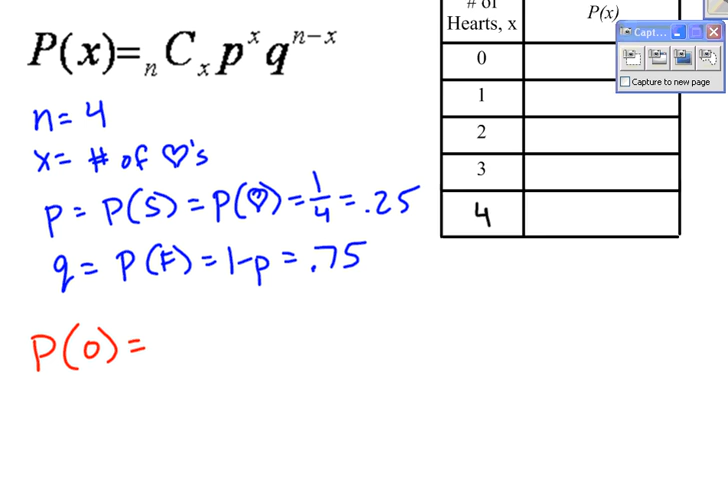 P(x)= nCx p^x q^n-x
n = 4
x = # of ♡'s
p = P(S) = P(♡) = 1/4 = .25
q = P(F) = 1-p = .75
P(0) =
# of Hearts, x
P(x)
0
1
2
3
4
Capt..
Capture to new page